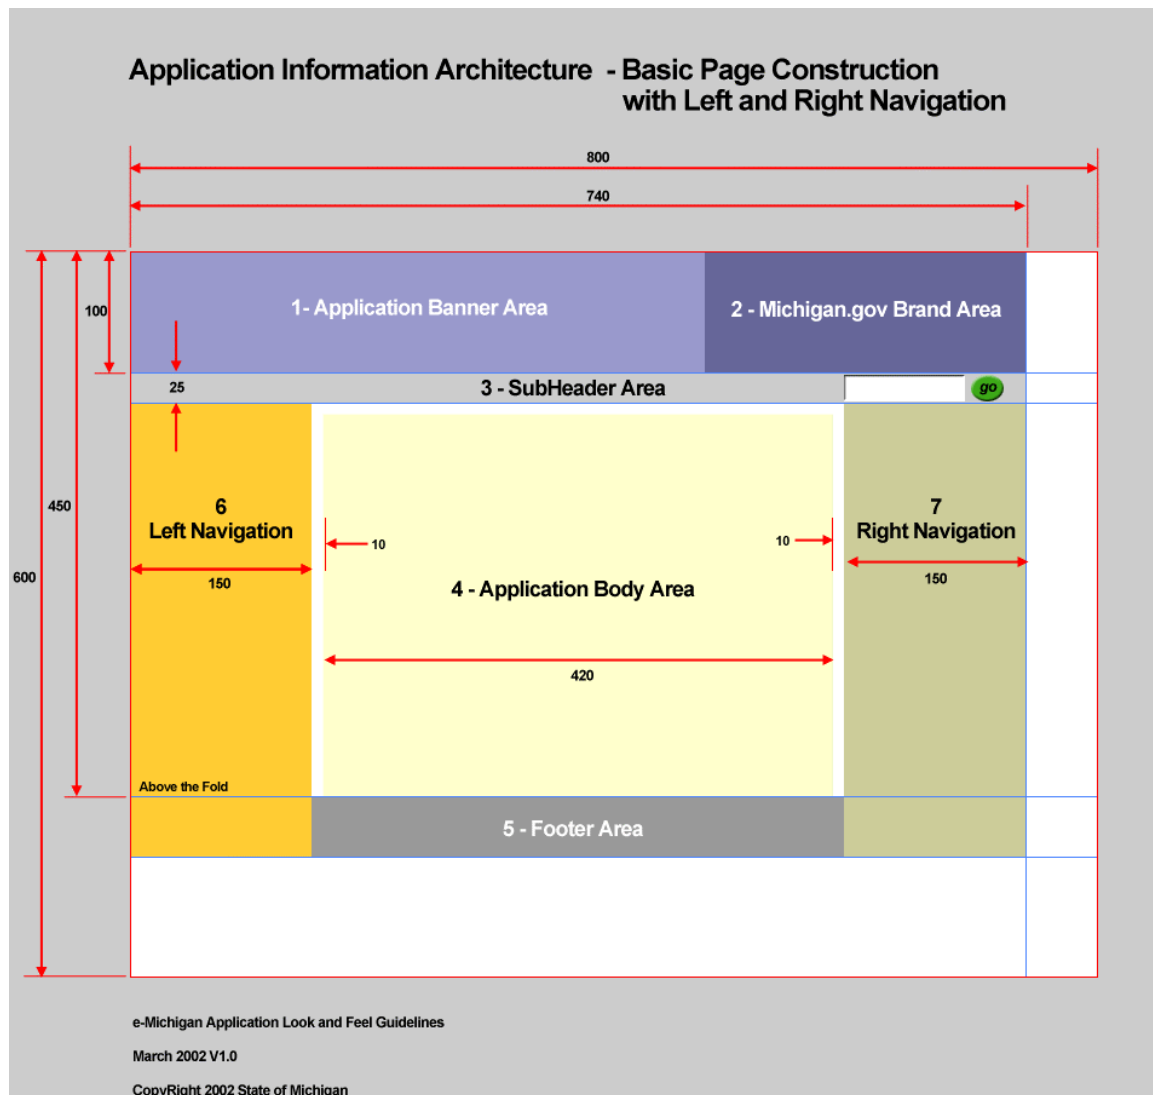 Application Information Architecture - Basic Page Construction
with Left and Right Navigation
800
740
1- Application Banner Area
2 - Michigan.gov Brand Area
100
25
3 - SubHeader Area
go
450
6
Left Navigation
7
Right Navigation
10
10
600
150
150
4 - Application Body Area
420
Above the Fold
5 - Footer Area
e-Michigan Application Look and Feel Guidelines
March 2002 V1.0
CopyRight 2002 State of Michigan